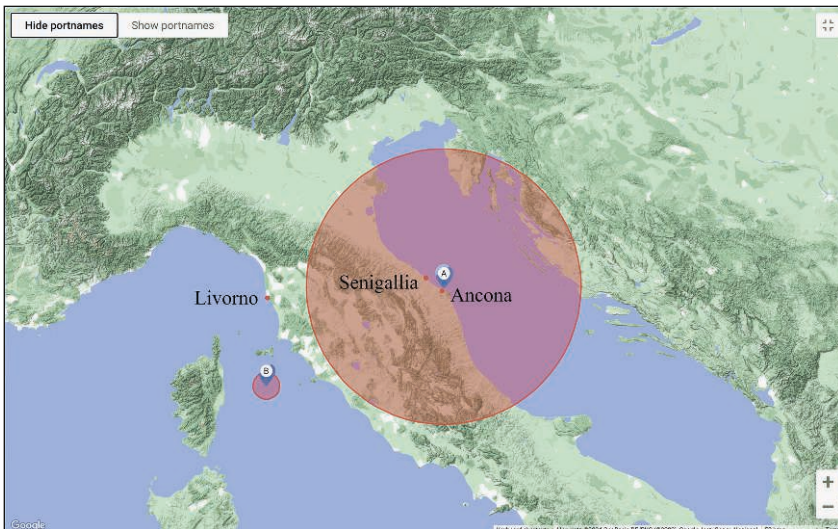 Hide portnames
Show portnames
A
Senigallia
Ancona
Livorno
B
+
−
Google